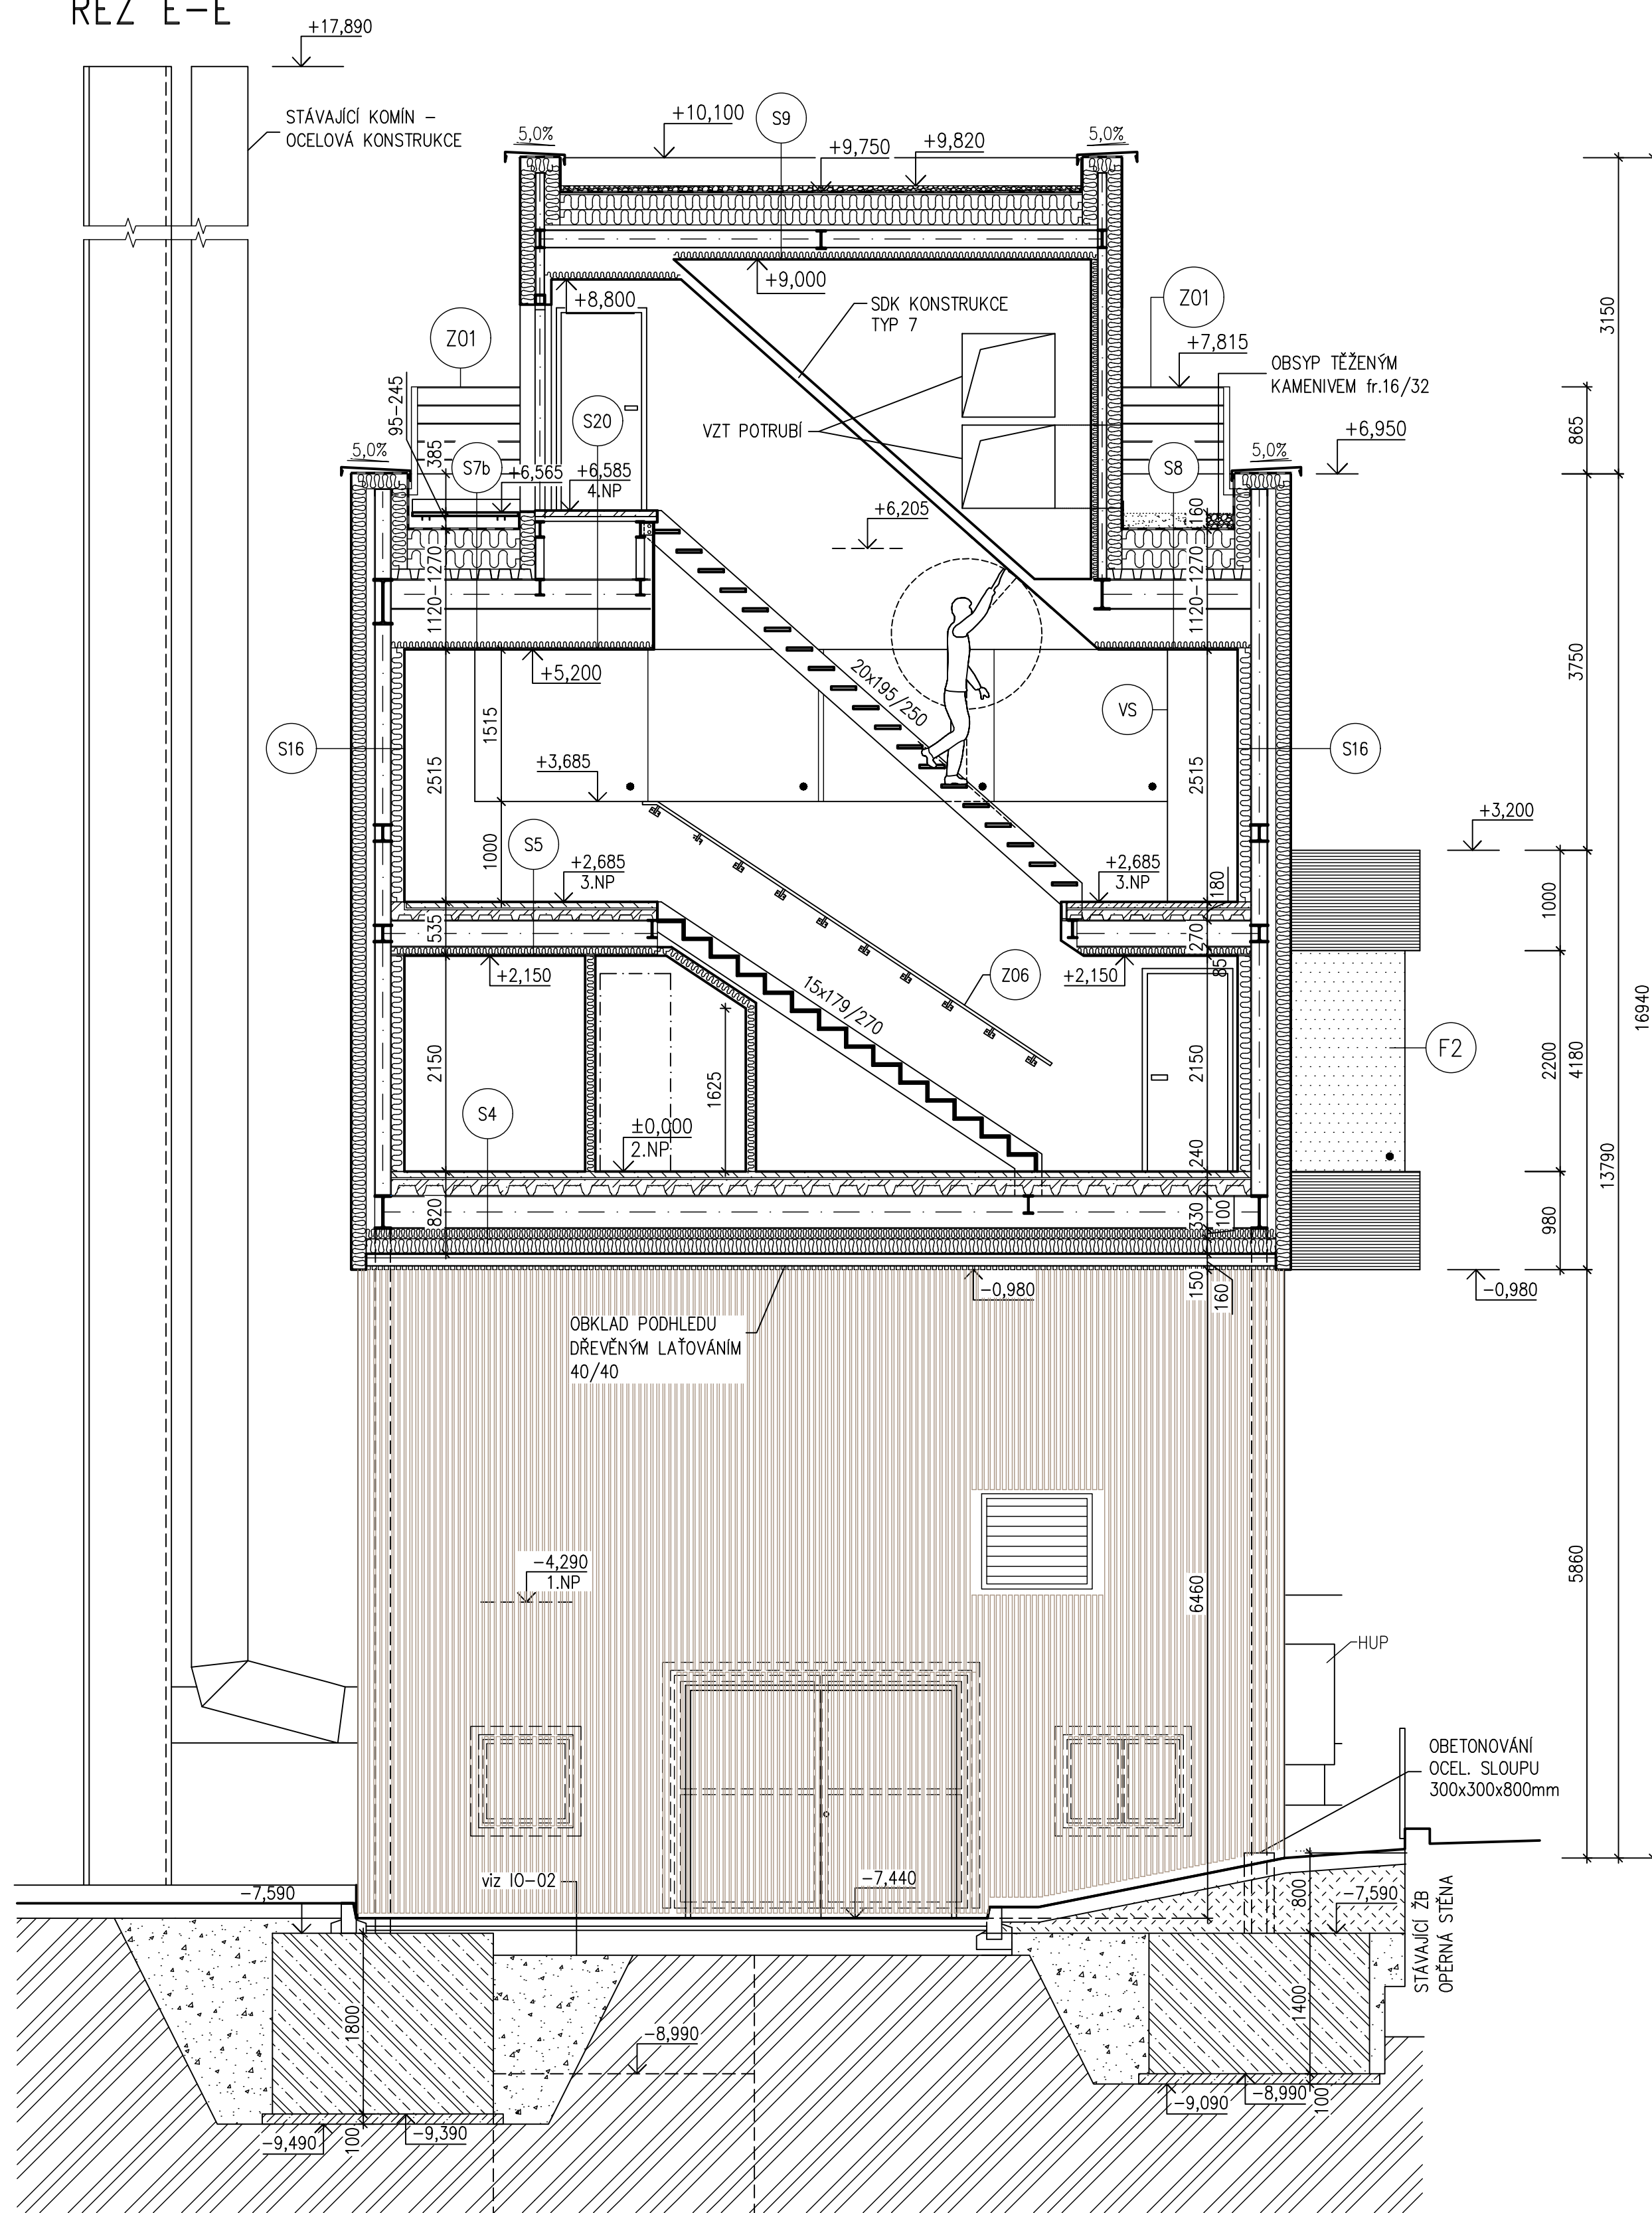 ŘEZ E–E
+17,890
STÁVAJÍCÍ KOMÍN –
OCELOVÁ KONSTRUKCE
5,0%
+10,100
S9
+9,750
+9,820
5,0%
+9,000
+8,800
SDK KONSTRUKCE
TYP 7
Z01
Z01
+7,815
OBSYP TĚŽENÝM
KAMENIVEM fr.16/32
3150
865
95-245
385
S20
VZT POTRUBÍ
5,0%
S7b
+6,565
+6,585
4.NP
S8
5,0%
+6,950
160
+6,205
1120-1270
1120-1270
+5,200
20x195/250
VS
3750
1515
S16
S16
2515
2515
+3,685
1000
S5
+2,685
3.NP
+2,685
3.NP
180
+3,200
1000
535
270
85
+2,150
+2,150
Z06
15x179/270
F2
16940
2150
1625
2150
2200
4180
S4
±0,000
2.NP
240
820
330
100
980
13790
-0,980
150
160
-0,980
OBKLAD PODHLEDU
DŘEVĚNÝM LAŤOVÁNÍM
40/40
-4,290
1.NP
6460
5860
HUP
OBETONOVÁNÍ
OCEL. SLOUPU
300x300x800mm
viz IO-02
-7,440
-7,590
800
-7,590
STÁVAJÍCÍ ŽB
OPĚRNÁ STĚNA
1800
1400
-8,990
-8,990
-9,090
100
-9,490
100
-9,390